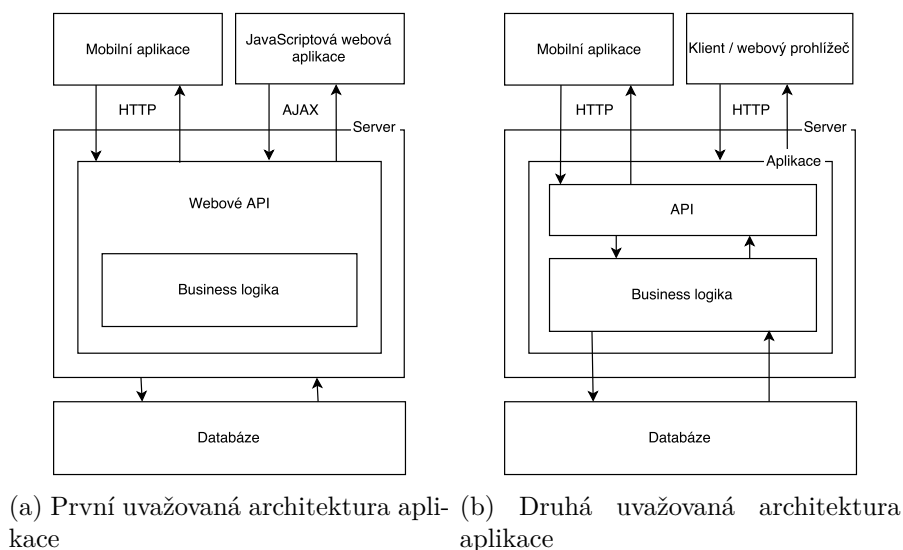 Mobilní aplikace
JavaScriptová webová
aplikace
HTTP
AJAX
Server
Webové API
Business logika
Databáze
(a) První uvažovaná architektura apli-
kace
Mobilní aplikace
Klient / webový prohlížeč
HTTP
HTTP
Server
Aplikace
API
Business logika
Databáze
(b) Druhá uvažovaná architektura
aplikace